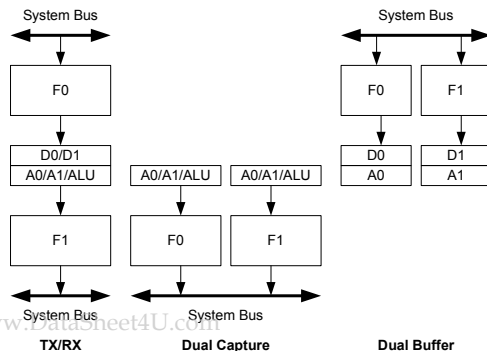 System Bus
F0
D0/D1
A0/A1/ALU
F1
System Bus
TX/RX
A0/A1/ALU A0/A1/ALU
F0 F1
System Bus
Dual Capture
System Bus
F0 F1
D0 D1
A0 A1
Dual Buffer
w.DataSheet4U.com